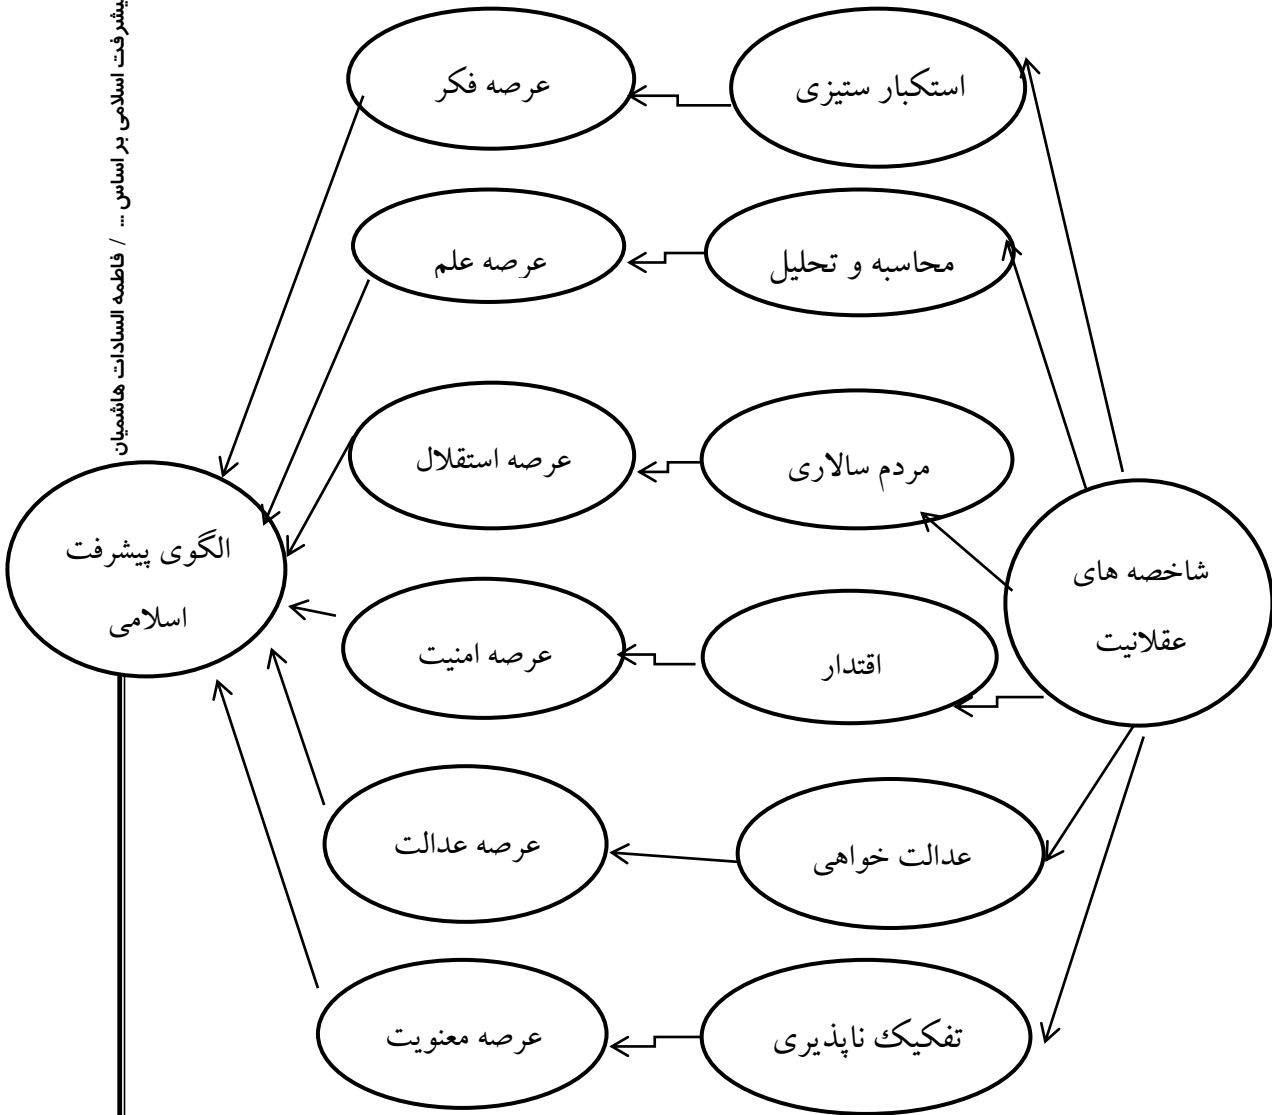 یشرفت اسلامی بر اساس ... / فاطمه السادات هاشمیان
استکبار ستیزی
عرصه فکر
محاسبه و تحلیل
عرصه علم
مردم سالاری
عرصه استقلال
شاخصه های
عقلانیت
الگوی پیشرفت
اسلامی
اقتدار
عرصه امنیت
عدالت خواهی
عرصه عدالت
تفکیک ناپذیری
عرصه معنویت